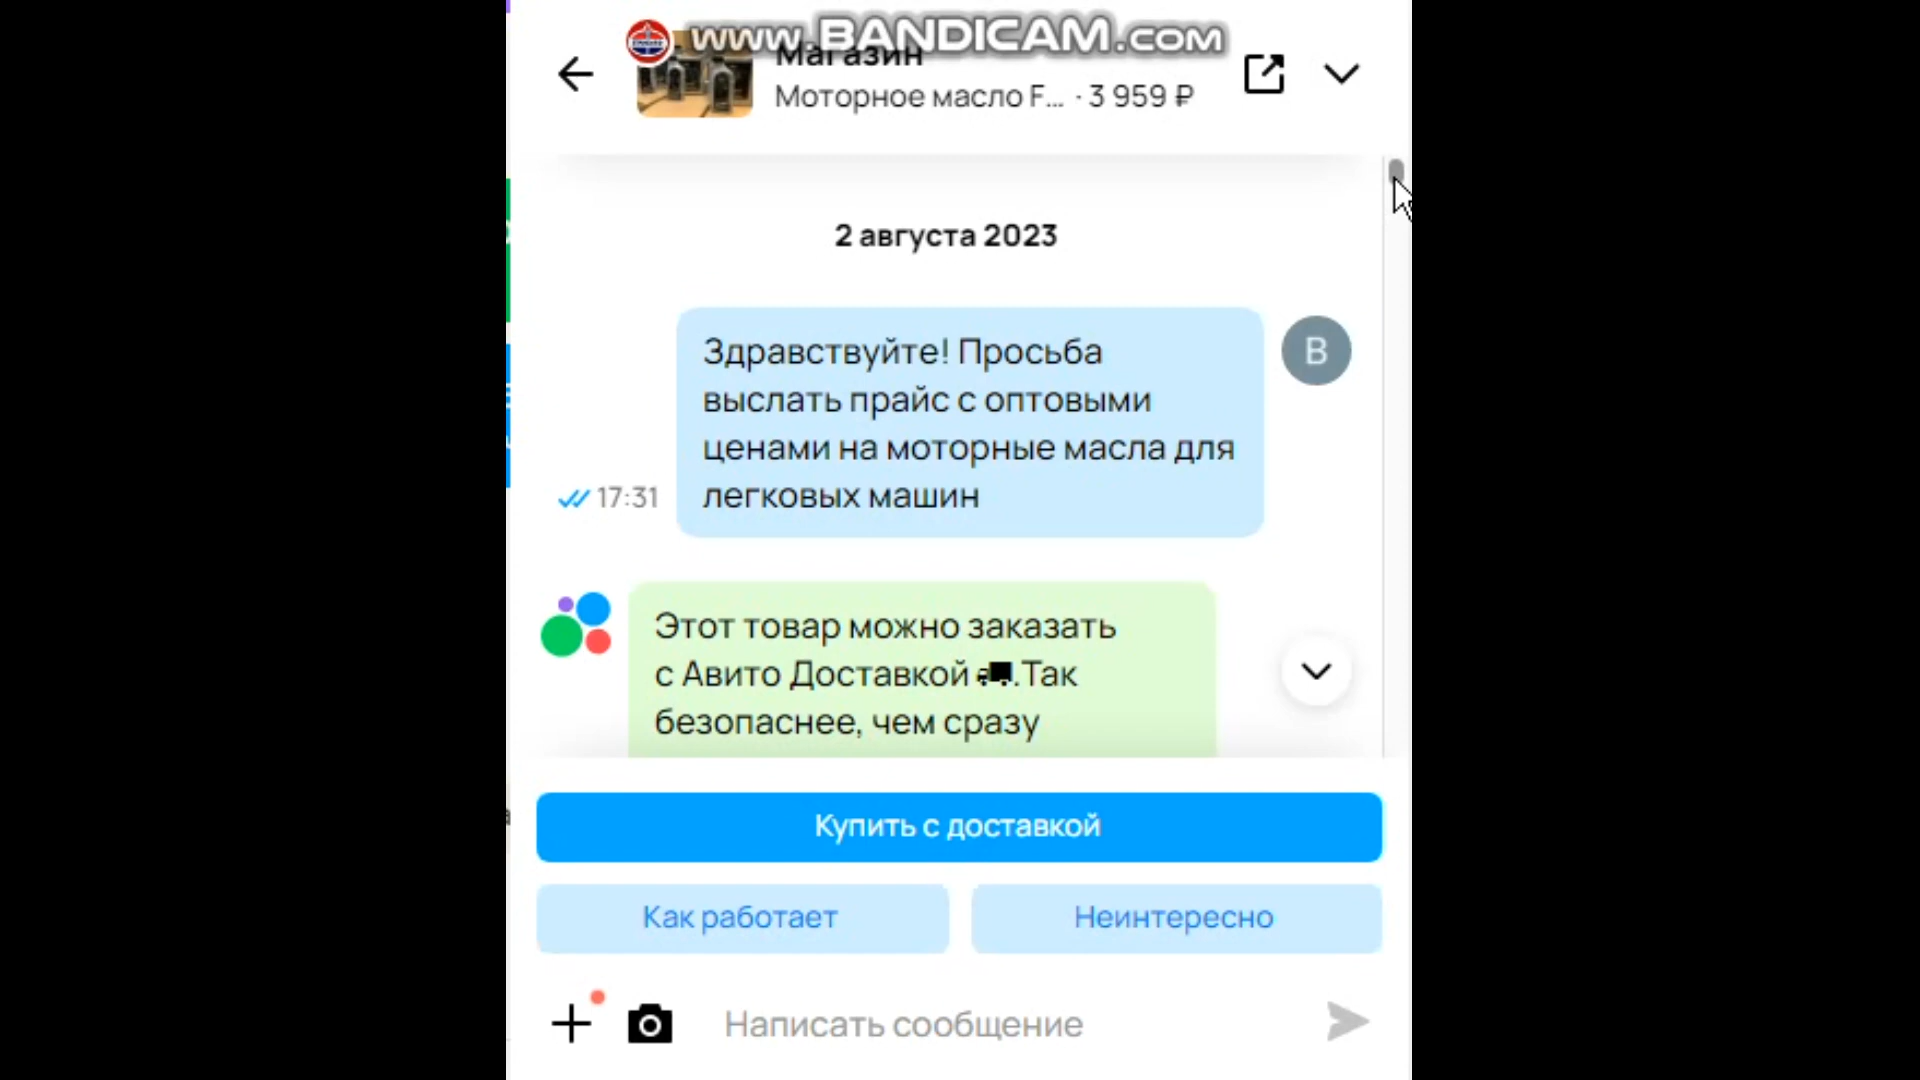 www.BANDICAM.com
Магазин
Моторное масло F... · 3 959 ₽
2 августа 2023
Здравствуйте! Просьба
выслать прайс с оптовыми
ценами на моторные масла для
легковых машин
17:31
В
Этот товар можно заказать
с Авито Доставкой 🚚.Так
безопаснее, чем сразу
Купить с доставкой
Как работает
Неинтересно
Написать сообщение